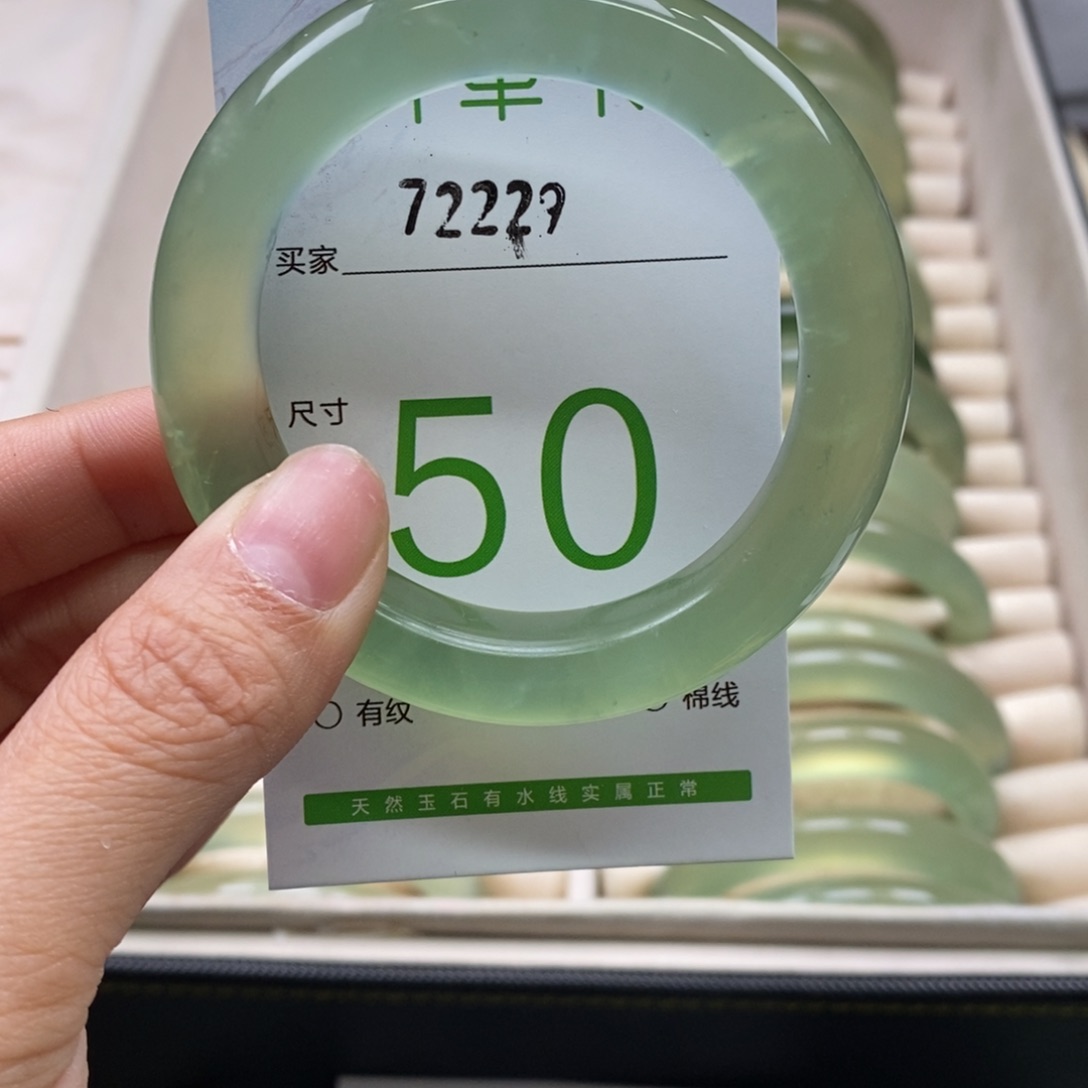 72229
买家
尺寸
50
有纹
棉线
天然玉石有水线实属正常